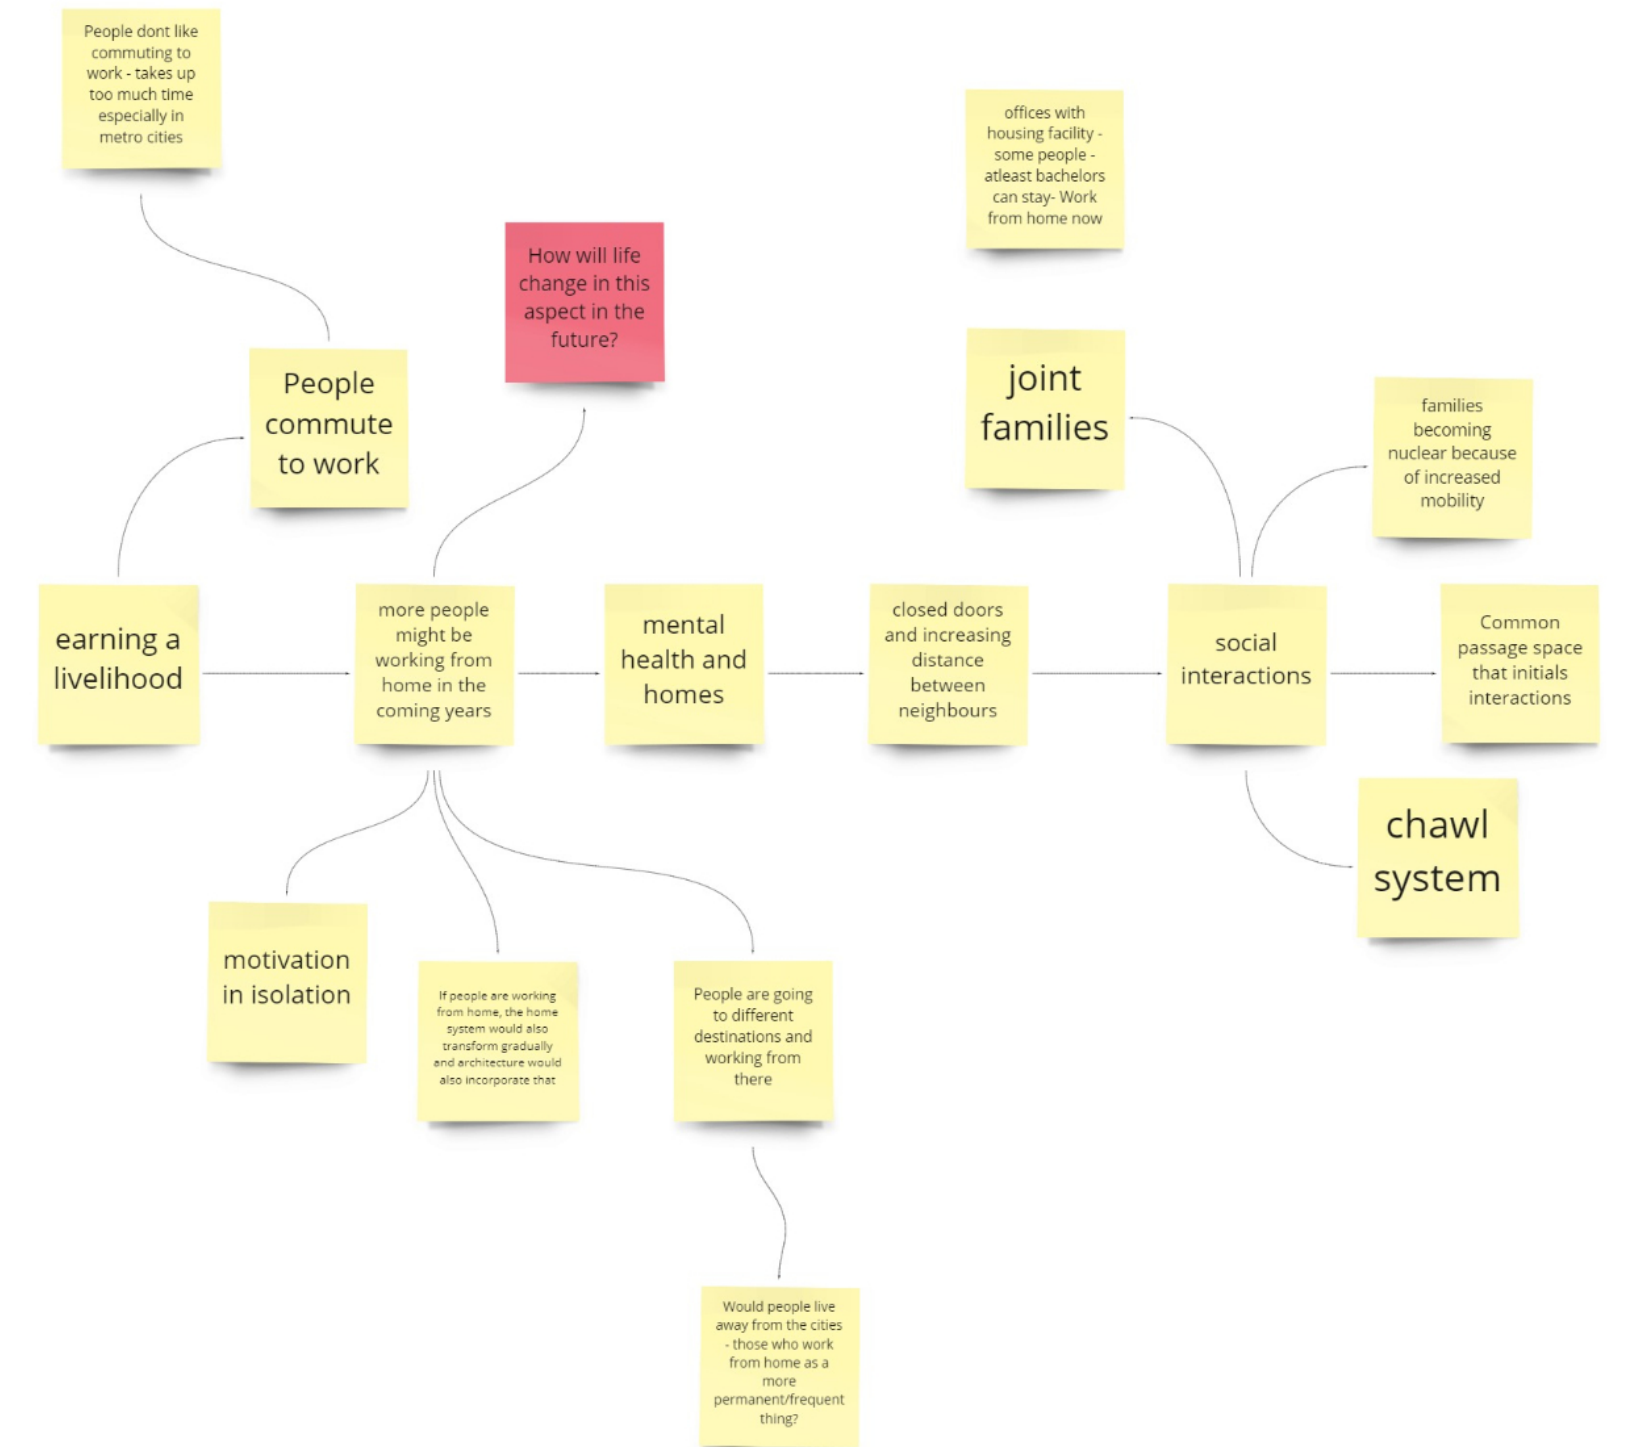 People dont like
commuting to
work - takes up
too much time
especially in
metro cities
offices with
housing facility -
some people -
atleast bachelors
can stay- Work
from home now
How will life
change in this
aspect in the
future?
People
commute
to work
joint
families
families
becoming
nuclear because
of increased
mobility
earning a
livelihood
more people
might be
working from
home in the
coming years
mental
health and
homes
closed doors
and increasing
distance
between
neighbours
social
interactions
Common
passage space
that initials
interactions
chawl
system
motivation
in isolation
If people are working
from home, the home
system would also
transform gradually
and architecture would
also incorporate that
People are going
to different
destinations and
working from
there
Would people live
away from the cities
- those who work
from home as a
more
permanent/frequent
thing?